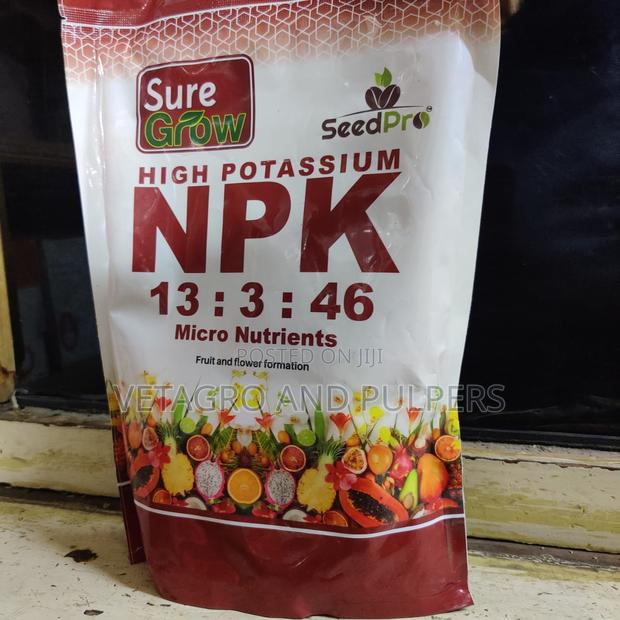 Sure
Grow
SeedPro
HIGH POTASSIUM
NPK
13 : 3 : 46
Micro Nutrients
POSTED ON JIJI
Fruit and flower formation
VETAGRO AND PULPERS